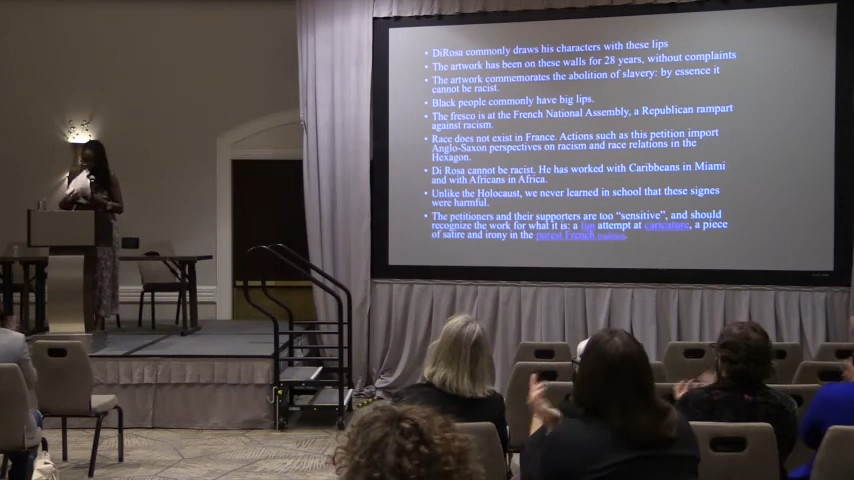 • DiRosa commonly draws his characters with these lips
• The artwork has been on these walls for 28 years, without complaints
• The artwork commemorates the abolition of slavery: by essence it
cannot be racist.
• Black people commonly have big lips.
• The fresco is at the French National Assembly, a Republican rampart
against racism.
• Race does not exist in France. Actions such as this petition import
Anglo-Saxon perspectives on racism and race relations in the
Hexagon.
• Di Rosa cannot be racist. He has worked with Caribbeans in Miami
and with Africans in Africa.
• Unlike the Holocaust, we never learned in school that these signes
were harmful.
• The petitioners and their supporters are too “sensitive”, and should
recognize the work for what it is: a fun attempt at caricature, a piece
of satire and irony in the purest French